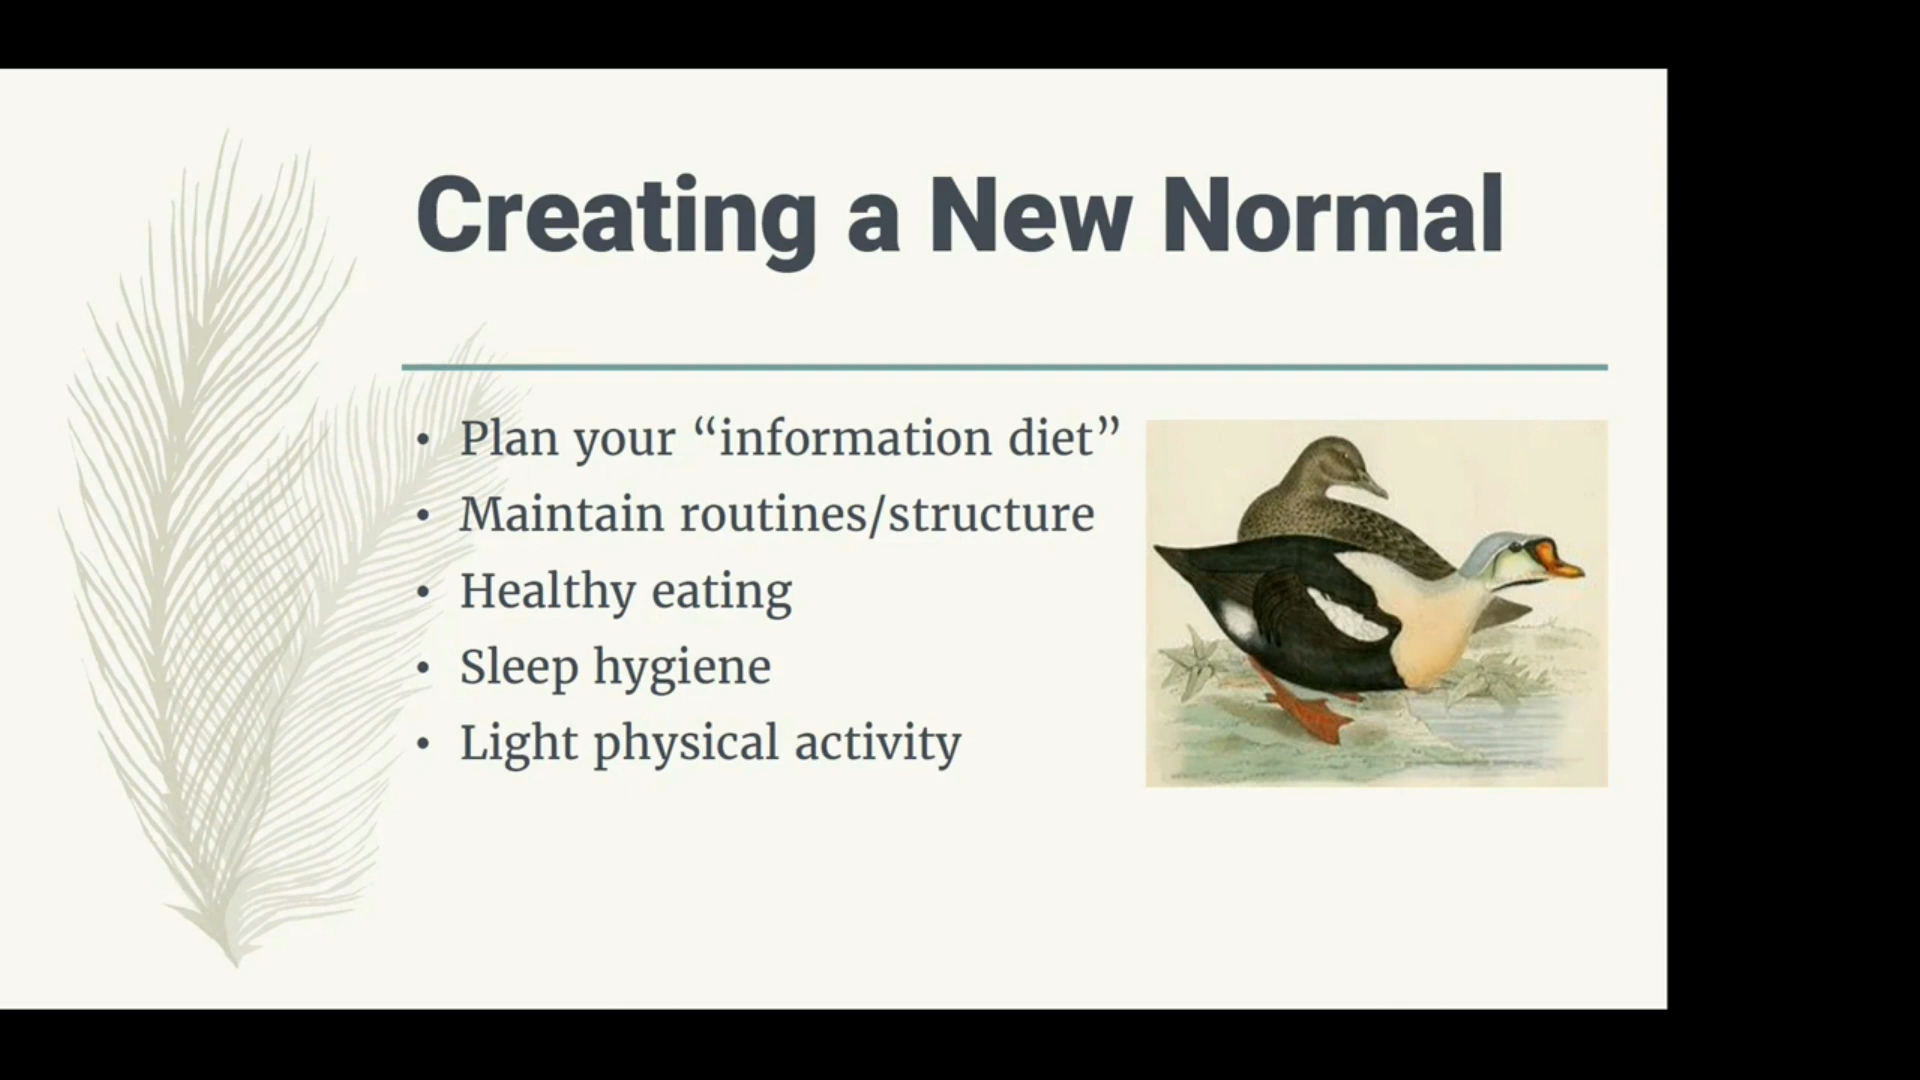 Creating a New Normal
• Plan your “information diet”
• Maintain routines/structure
• Healthy eating
• Sleep hygiene
• Light physical activity